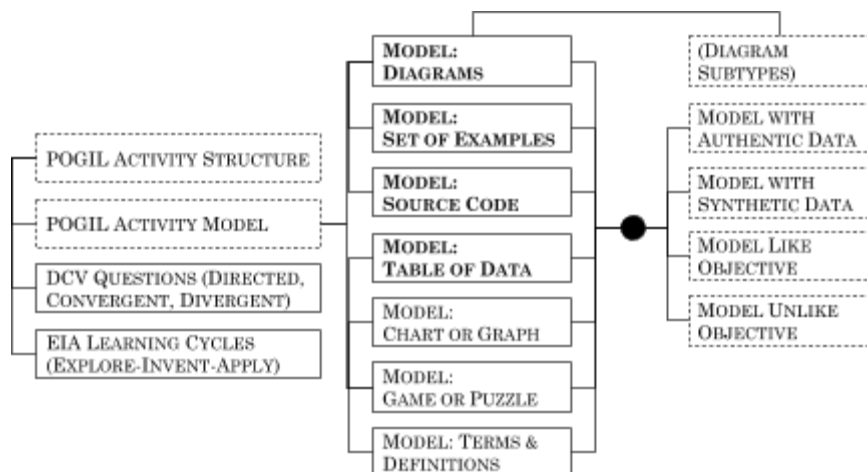 POGIL ACTIVITY STRUCTURE
POGIL ACTIVITY MODEL
DCV QUESTIONS (DIRECTED,
CONVERGENT, DIVERGENT)
EIA LEARNING CYCLES
(EXPLORE-INVENT-APPLY)
MODEL:
DIAGRAMS
MODEL:
SET OF EXAMPLES
MODEL:
SOURCE CODE
MODEL:
TABLE OF DATA
MODEL:
CHART OR GRAPH
MODEL:
GAME OR PUZZLE
MODEL: TERMS &
DEFINITIONS
(DIAGRAM
SUBTYPES)
MODEL WITH
AUTHENTIC DATA
MODEL WITH
SYNTHETIC DATA
MODEL LIKE
OBJECTIVE
MODEL UNLIKE
OBJECTIVE